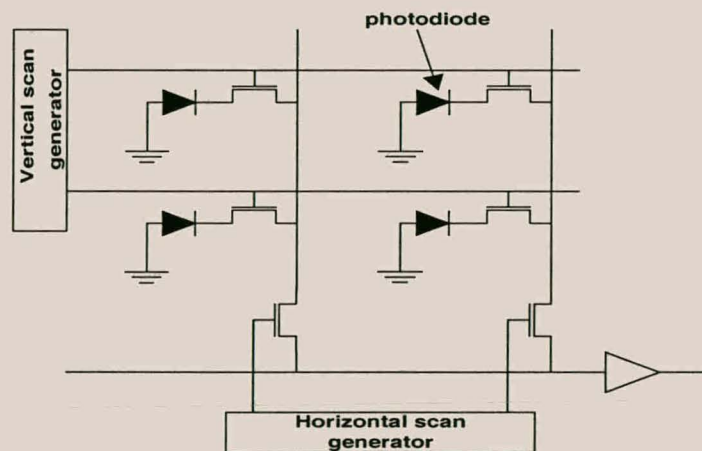 photodiode
Vertical scan
generator
Horizontal scan
generator